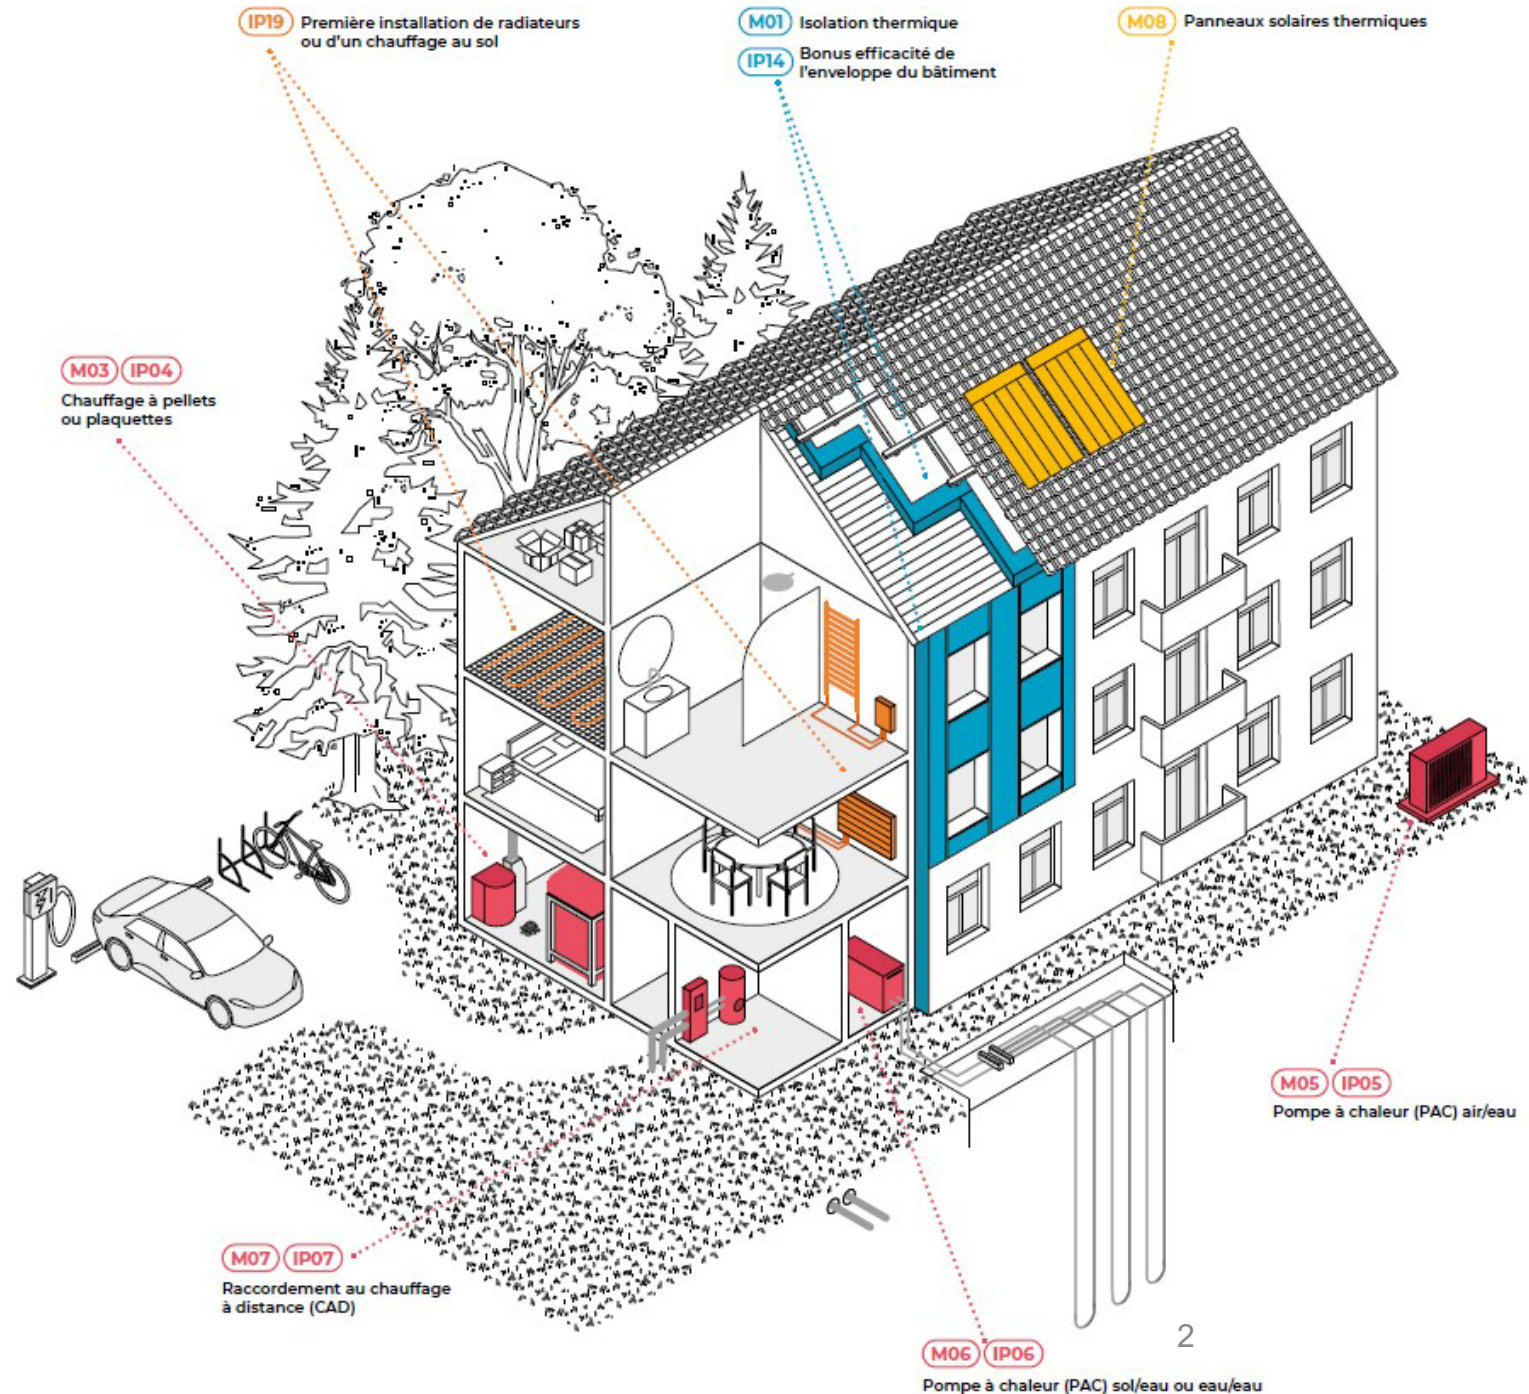 IP19 Première installation de radiateurs
ou d'un chauffage au sol
M01 Isolation thermique
IP14 Bonus efficacité de
l'enveloppe du bâtiment
M08 Panneaux solaires thermiques
M03 IP04
Chauffage à pellets
ou plaquettes
M05 IP05
Pompe à chaleur (PAC) air/eau
M07 IP07
Raccordement au chauffage
à distance (CAD)
2
M06 IP06
Pompe à chaleur (PAC) sol/eau ou eau/eau